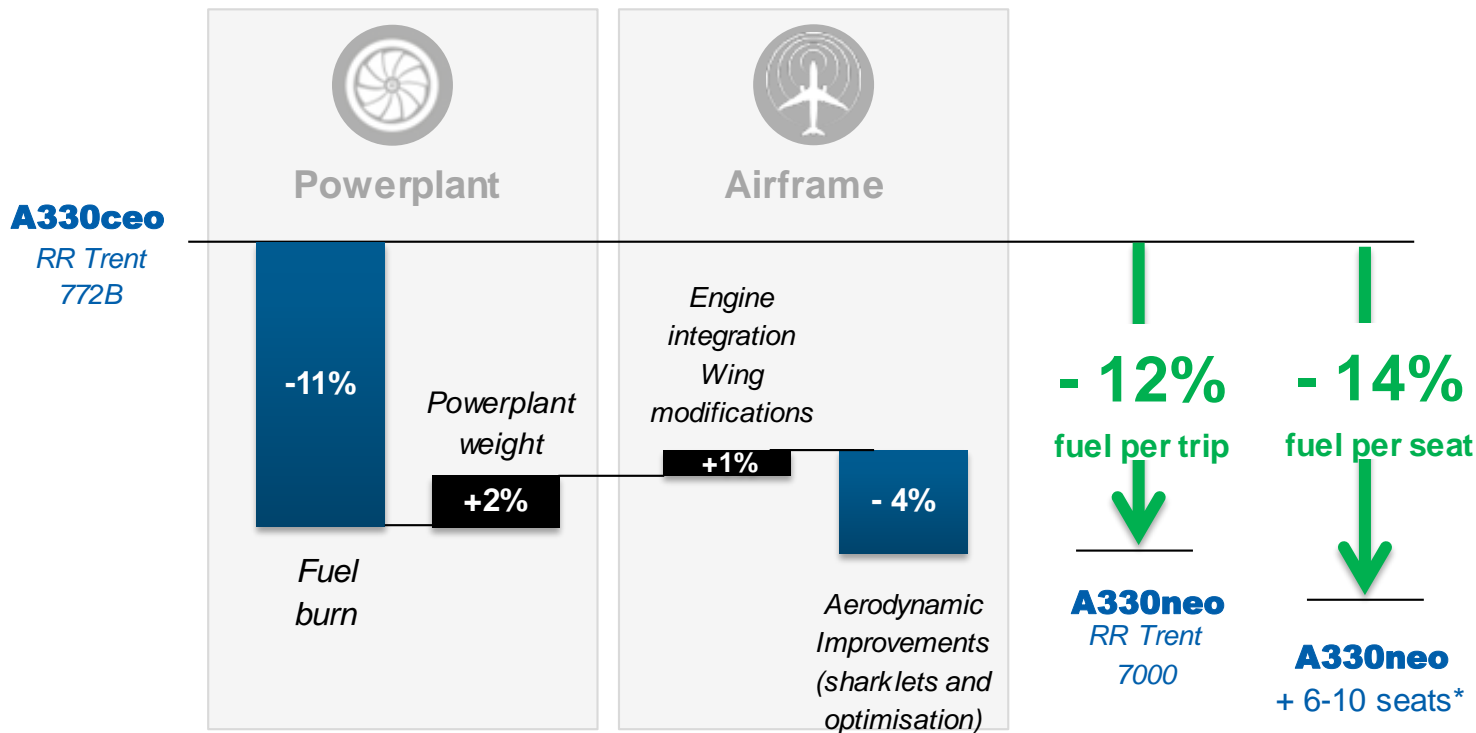 Powerplant
Airframe
A330ceo
RR Trent
772B
-11%
Fuel
burn
Powerplant
weight
+2%
Engine
integration
Wing
modifications
+1%
- 4%
Aerodynamic
Improvements
(sharklets and
optimisation)
- 12%
fuel per trip
A330neo
RR Trent
7000
- 14%
fuel per seat
A330neo
+ 6-10 seats*